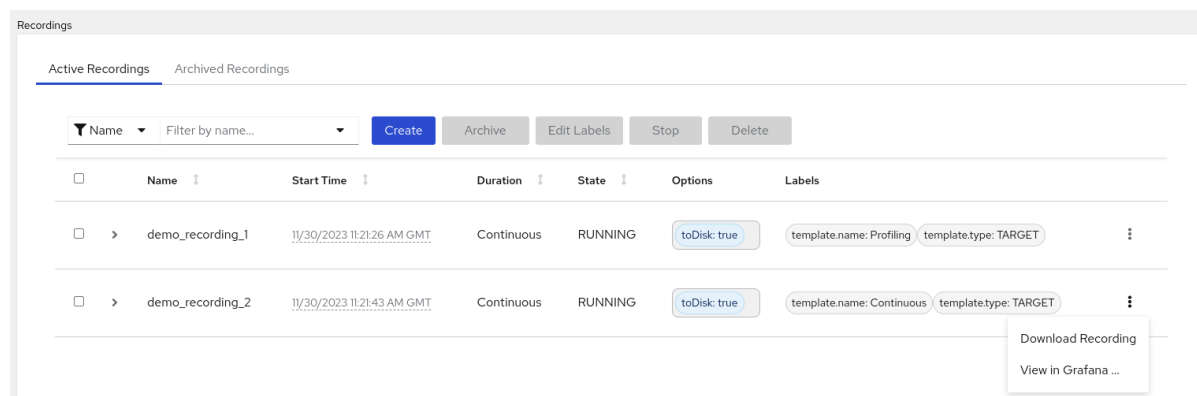 Recordings
Active Recordings Archived Recordings
Name Filter by name... Create Archive Edit Labels Stop Delete
Name Start Time Duration State Options Labels
demo_recording_1 11/30/2023 11:21:26 AM GMT Continuous RUNNING toDisk: true template.name: Profiling template.type: TARGET
demo_recording_2 11/30/2023 11:21:43 AM GMT Continuous RUNNING toDisk: true template.name: Continuous template.type: TARGET
Download Recording
View in Grafana ...